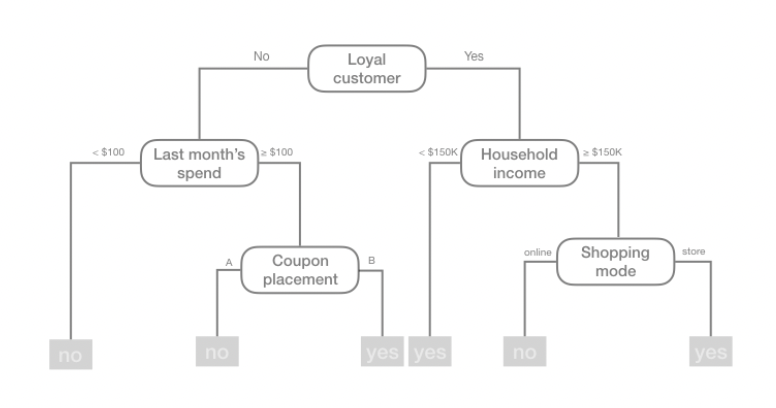 Loyal
customer
No
Yes
Last month's
spend
< $100
≥ $100
Household
income
< $150K
≥ $150K
Coupon
placement
A
B
Shopping
mode
online
store
no
no
yes
yes
no
yes